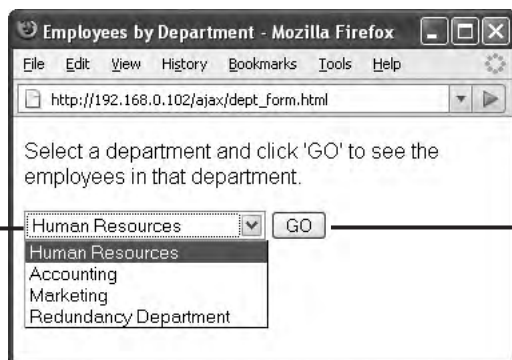 Employees by Department - Mozilla Firefox
File Edit View History Bookmarks Tools Help
http://192.168.0.102/ajax/dept_form.html
Select a department and click 'GO' to see the
employees in that department.
Human Resources GO
Human Resources
Accounting
Marketing
Redundancy Department